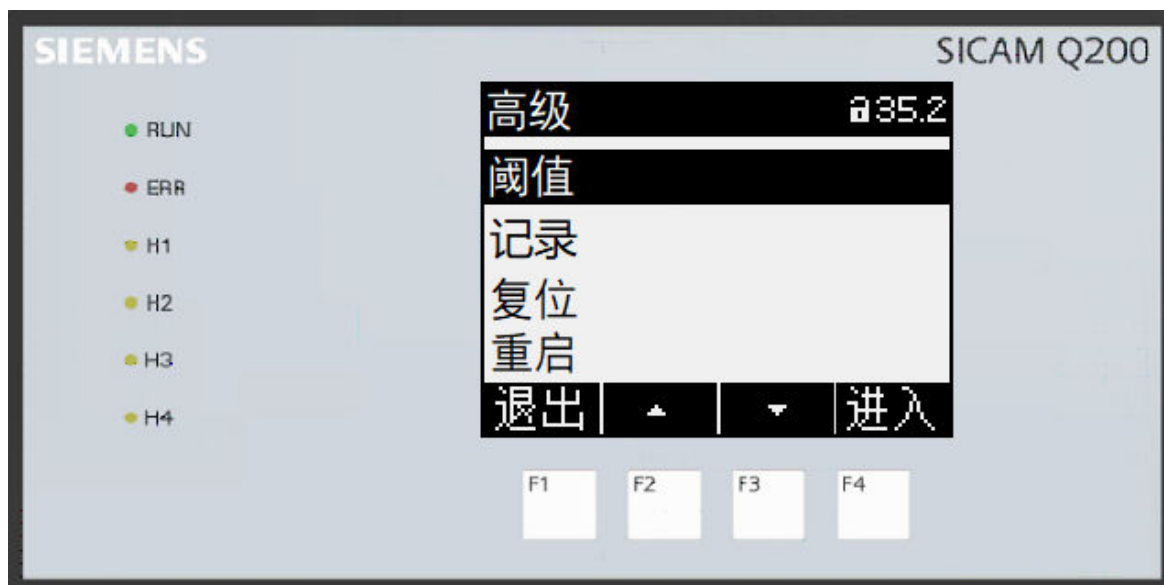 SIEMENS
SICAM Q200
RUN
ERR
H1
H2
H3
H4
高级 35.2
阈值
记录
复位
重启
退出 进入
F1 F2 F3 F4